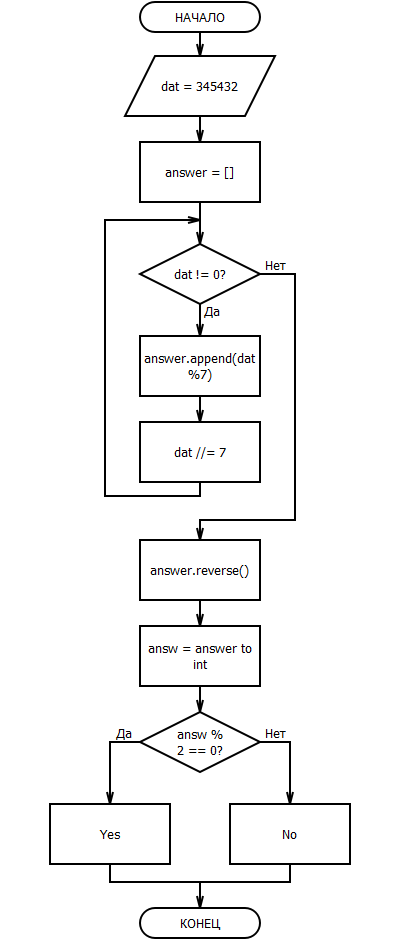 НАЧАЛО
dat = 345432
answer = []
dat != 0?
Нет
Да
answer.append(dat
%7)
dat //= 7
answer.reverse()
answ = answer to
int
answ %
2 == 0?
Да
Нет
Yes
No
КОНЕЦ